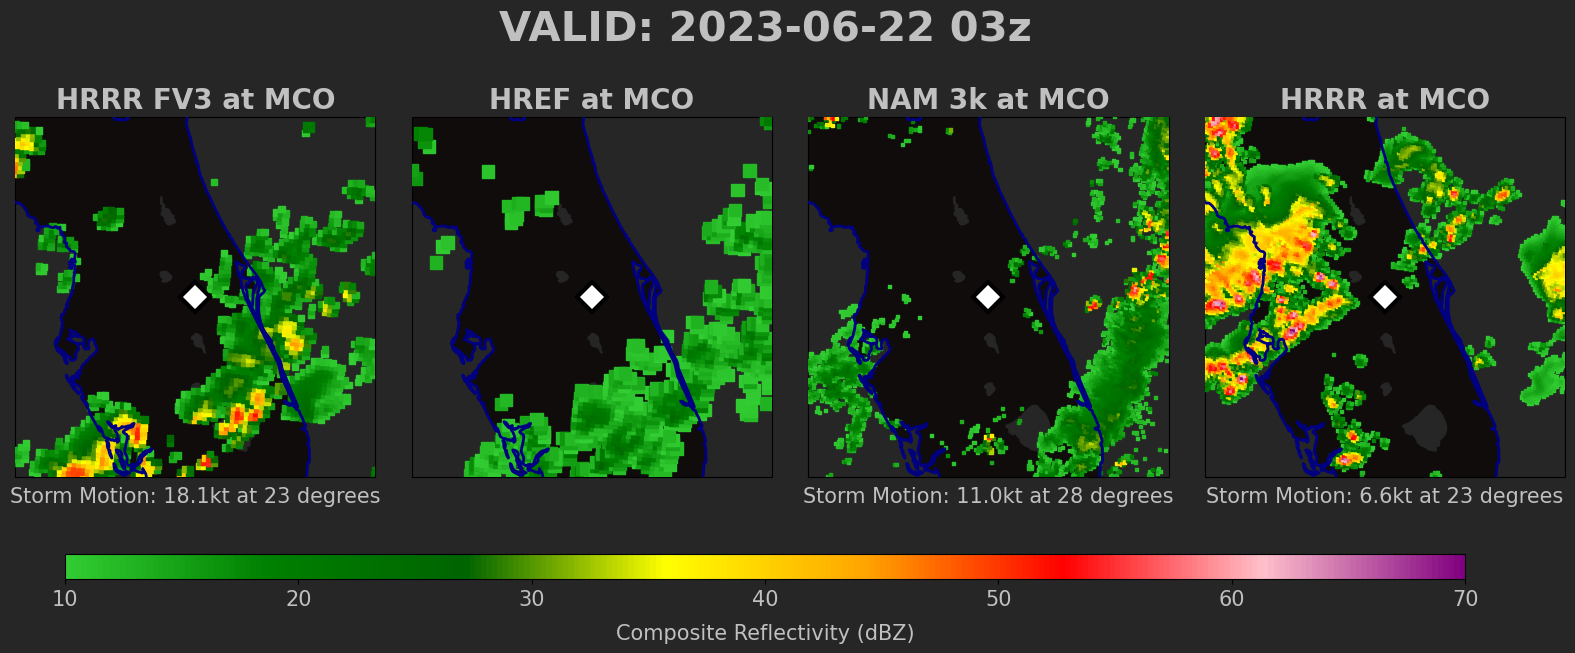 VALID: 2023-06-22 03z
HRRR FV3 at MCO
HREF at MCO
NAM 3k at MCO
HRRR at MCO
Storm Motion: 18.1kt at 23 degrees
Storm Motion: 11.0kt at 28 degrees
Storm Motion: 6.6kt at 23 degrees
10 20 30 40 50 60 70
Composite Reflectivity (dBZ)